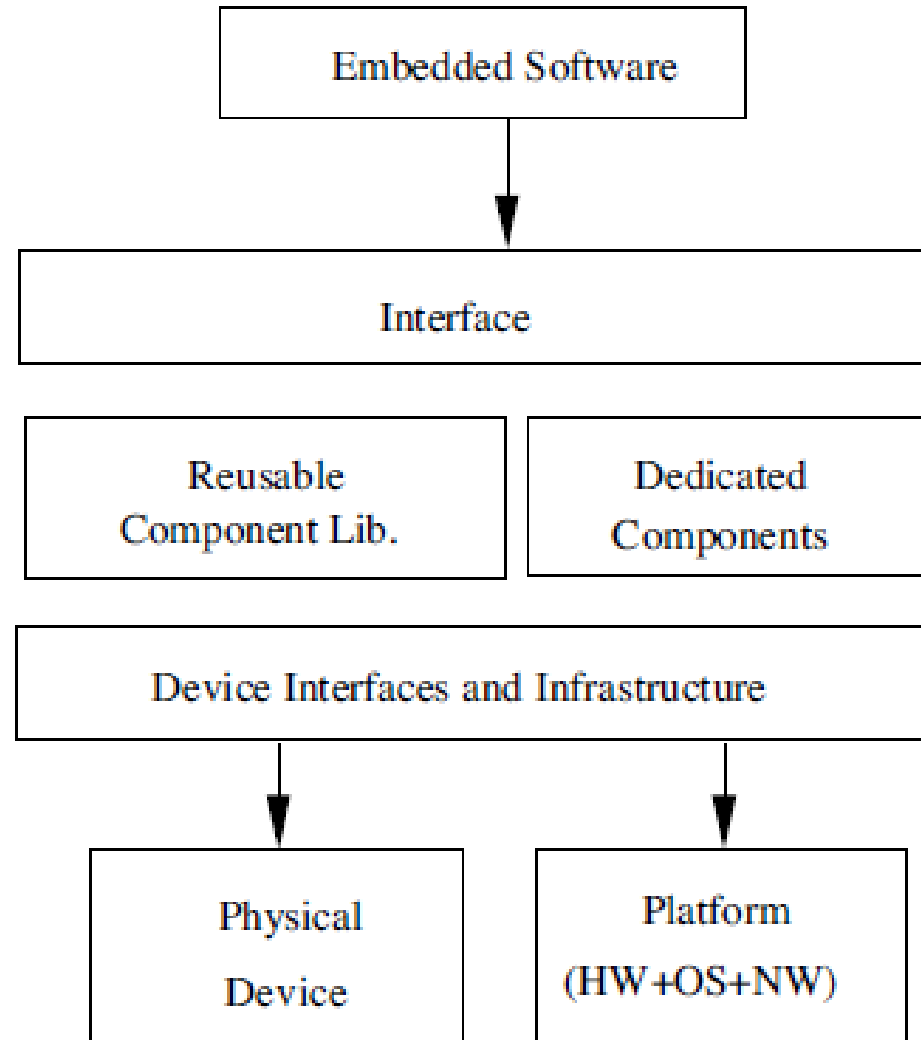 Embedded Software
Interface
Reusable
Component Lib.
Dedicated
Components
Device Interfaces and Infrastructure
Physical
Device
Platform
(HW+OS+NW)